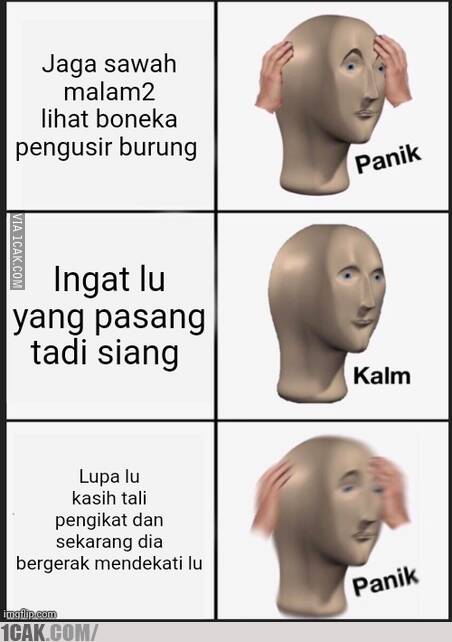 Jaga sawah
malam2
lihat boneka
pengusir burung
Panik
VIA 1CAK.COM
Ingat lu
yang pasang
tadi siang
Kalm
Lupa lu
kasih tali
pengikat dan
sekarang dia
bergerak mendekati lu
Panik
imgflip.com
1CAK.COM/